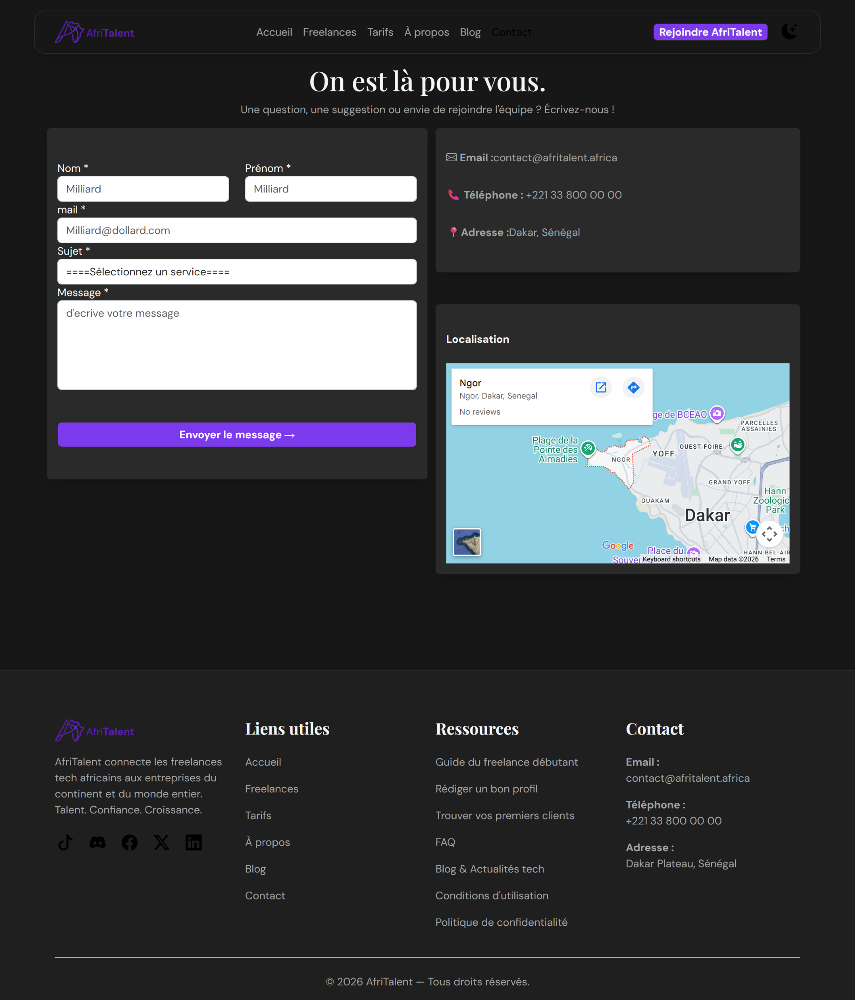 AfriTalent
Accueil Freelances Tarifs À propos Blog Contact
Rejoindre AfriTalent
On est là pour vous.
Une question, une suggestion ou envie de rejoindre l'équipe ? Écrivez-nous !
Nom * Prénom *
Milliard Milliard
mail *
Milliard@dollard.com
Sujet *
====Sélectionnez un service====
Message *
d'ecrive votre message
Envoyer le message →
Email :contact@afritalent.africa
Téléphone : +221 33 800 00 00
Adresse :Dakar, Sénégal
Localisation
Ngor
Ngor, Dakar, Senegal
No reviews
ge de BCEAO
PARCELLES
ASSAINIES
Plage de la
Pointe des
Almadies
NGOR
YOFF
OUEST FOIRE
GRAND YOFF
Hann
Zoologic
Park
OUAKAM
Dakar
ch
HANN BEL-AIR
Google
Place du
Souven
Keyboard shortcuts Map data ©2026 Terms
AfriTalent
AfriTalent connecte les freelances
tech africains aux entreprises du
continent et du monde entier.
Talent. Confiance. Croissance.
Liens utiles
Accueil
Freelances
Tarifs
À propos
Blog
Contact
Ressources
Guide du freelance débutant
Rédiger un bon profil
Trouver vos premiers clients
FAQ
Blog & Actualités tech
Conditions d'utilisation
Politique de confidentialité
Contact
Email :
contact@afritalent.africa
Téléphone :
+221 33 800 00 00
Adresse :
Dakar Plateau, Sénégal
© 2026 AfriTalent — Tous droits réservés.